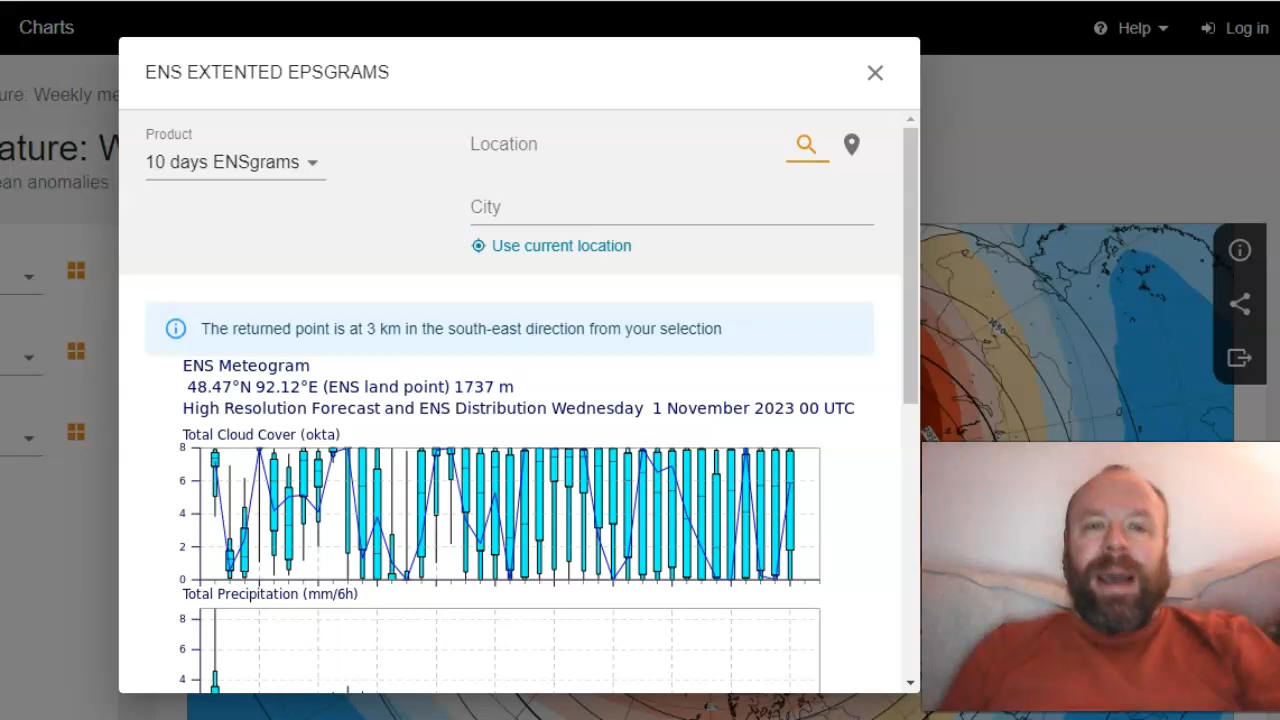 Charts
Help
Log in
ure: Weekly me
ature: W
ean anomalies
ENS EXTENTED EPSGRAMS
Product
10 days ENSgrams
Location
City
Use current location
The returned point is at 3 km in the south-east direction from your selection
ENS Meteogram
48.47°N 92.12°E (ENS land point) 1737 m
High Resolution Forecast and ENS Distribution Wednesday 1 November 2023 00 UTC
Total Cloud Cover (okta)
8
6
4
2
0
Total Precipitation (mm/6h)
8
6
4